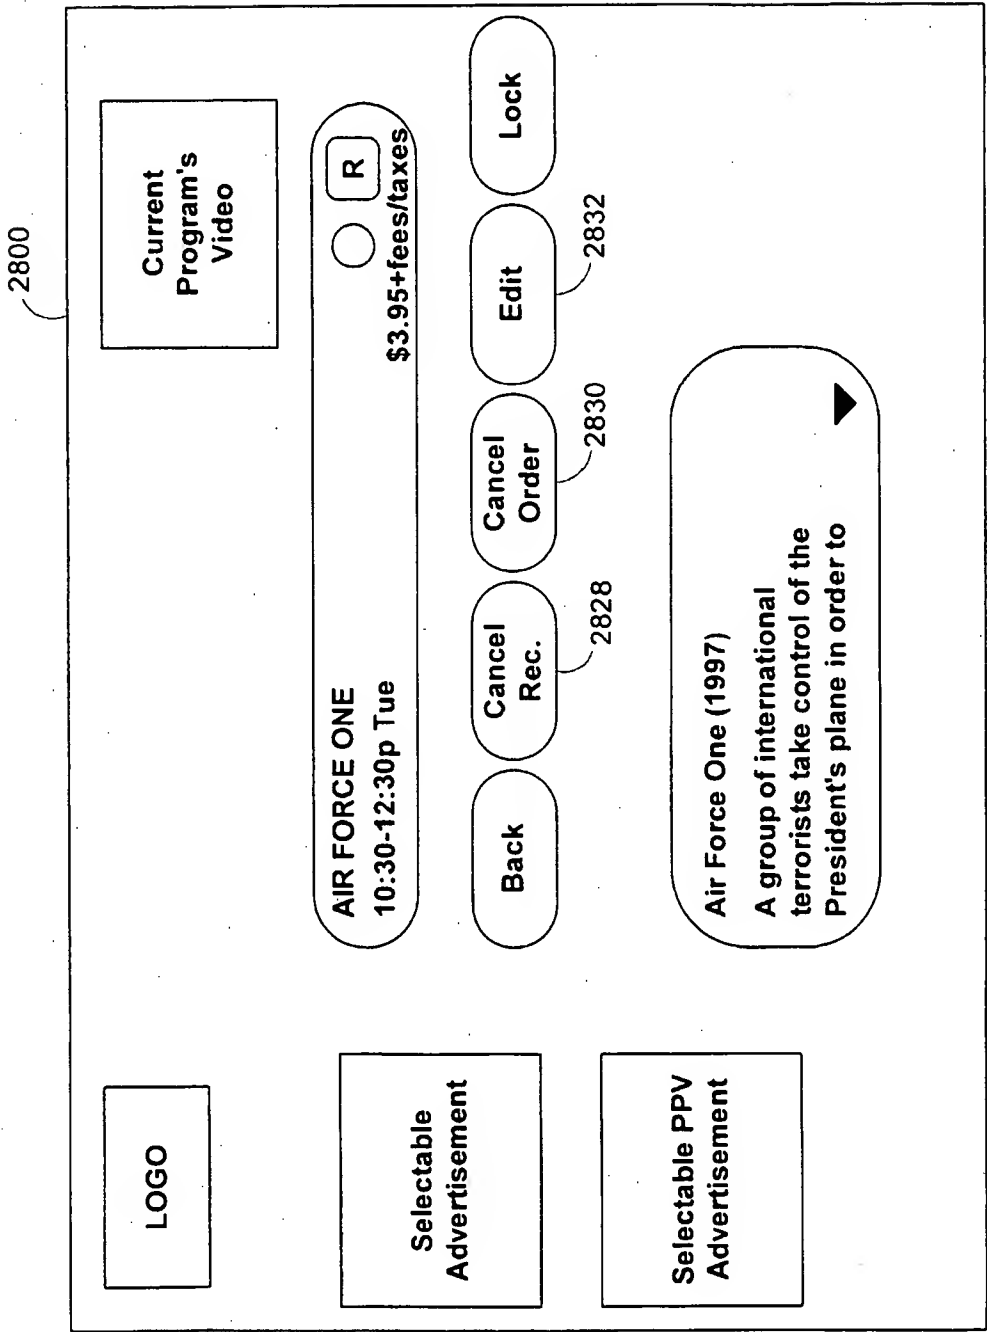 2800
LOGO
Current
Program's
Video
AIR FORCE ONE
R
10:30-12:30p Tue
$3.95+fees/taxes
Back
Cancel
Rec.
Cancel
Order
Edit
Lock
2828
2830
2832
Selectable
Advertisement
Selectable PPV
Advertisement
Air Force One (1997)
A group of international
terrorists take control of the
President's plane in order to